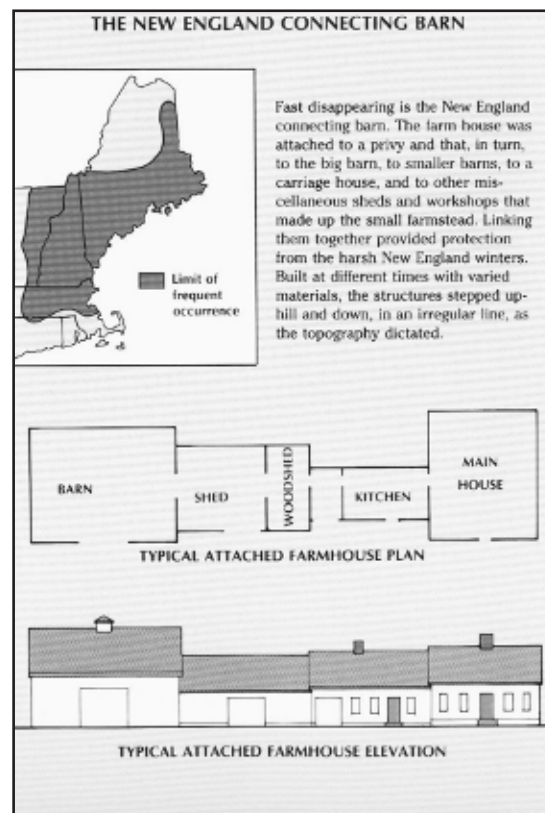 THE NEW ENGLAND CONNECTING BARN
Fast disappearing is the New England
connecting barn. The farm house was
attached to a privy and that, in turn,
to the big barn, to smaller barns, to a
carriage house, and to other mis-
cellaneous sheds and workshops that
made up the small farmstead. Linking
them together provided protection
from the harsh New England winters.
Built at different times with varied
materials, the structures stepped up-
hill and down, in an irregular line, as
the topography dictated.
Limit of
frequent
occurrence
BARN
SHED
WOODSHED
KITCHEN
MAIN
HOUSE
TYPICAL ATTACHED FARMHOUSE PLAN
TYPICAL ATTACHED FARMHOUSE ELEVATION